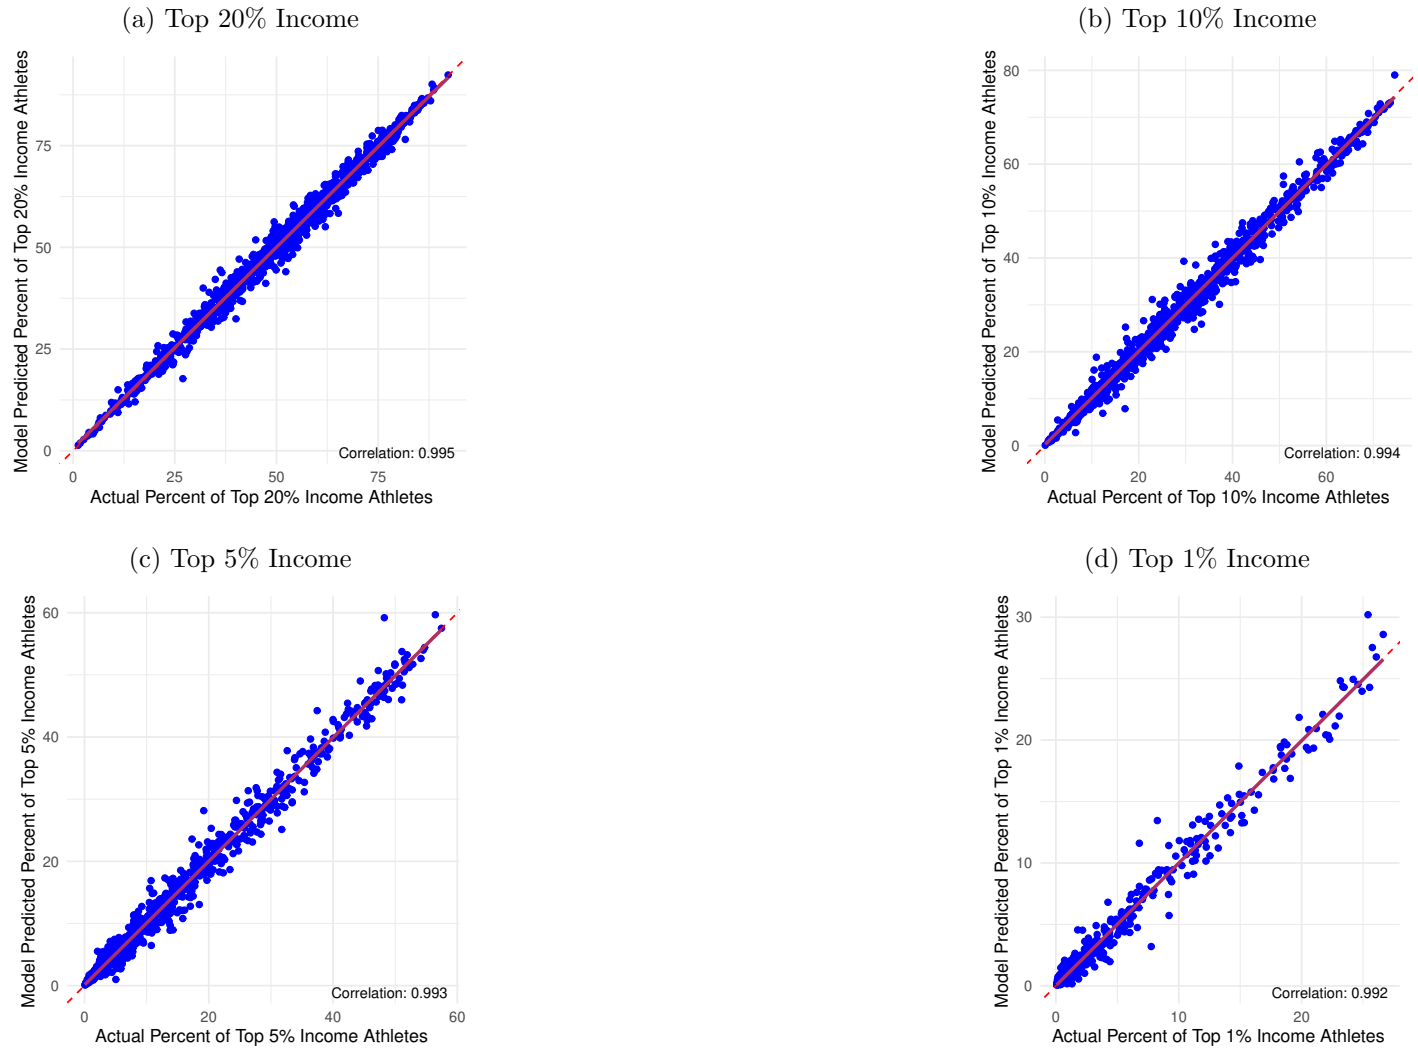 (a) Top 20% Income
Model Predicted Percent of Top 20% Income Athletes
75
50
25
0
Correlation: 0.995
0 25 50 75
Actual Percent of Top 20% Income Athletes
(b) Top 10% Income
Model Predicted Percent of Top 10% Income Athletes
80
60
40
20
0
Correlation: 0.994
0 20 40 60
Actual Percent of Top 10% Income Athletes
(c) Top 5% Income
Model Predicted Percent of Top 5% Income Athletes
60
40
20
0
Correlation: 0.993
0 20 40 60
Actual Percent of Top 5% Income Athletes
(d) Top 1% Income
Model Predicted Percent of Top 1% Income Athletes
30
20
10
0
Correlation: 0.992
0 10 20
Actual Percent of Top 1% Income Athletes